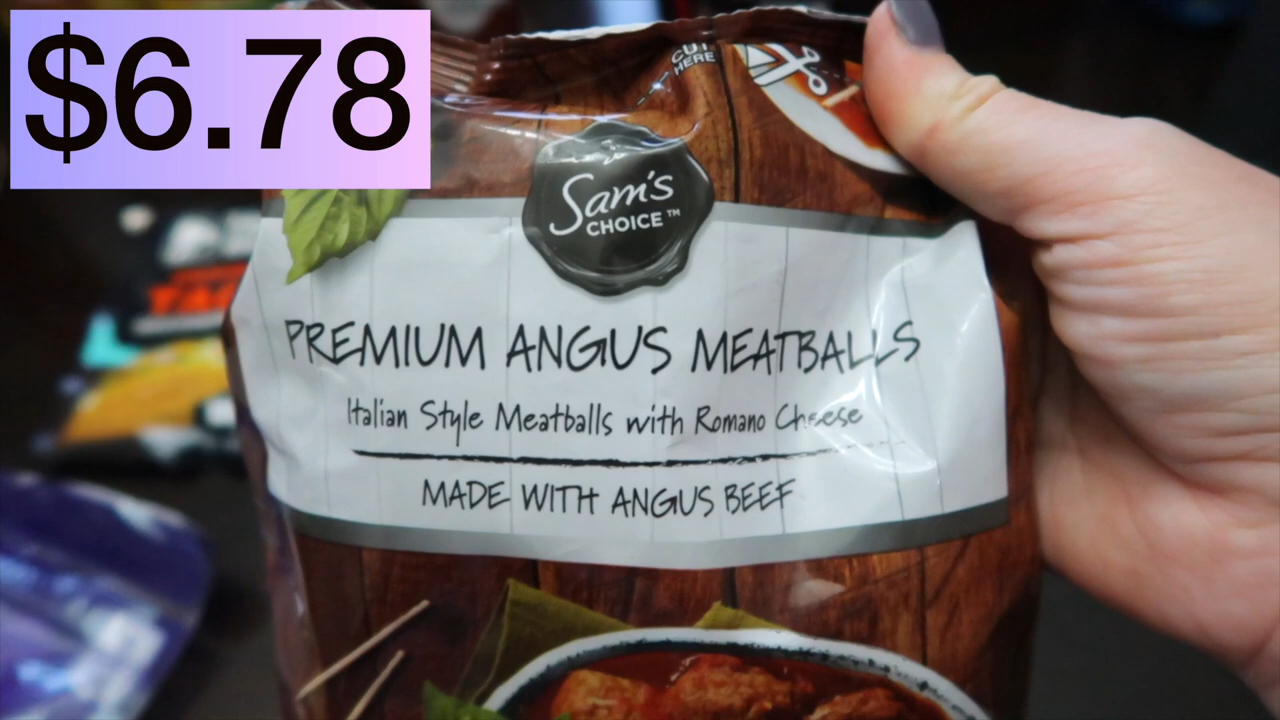 $6.78
CUT
HERE
Sam's
CHOICE™
PREMIUM ANGUS MEATBALLS
Italian Style Meatballs with Romano Cheese
MADE WITH ANGUS BEEF